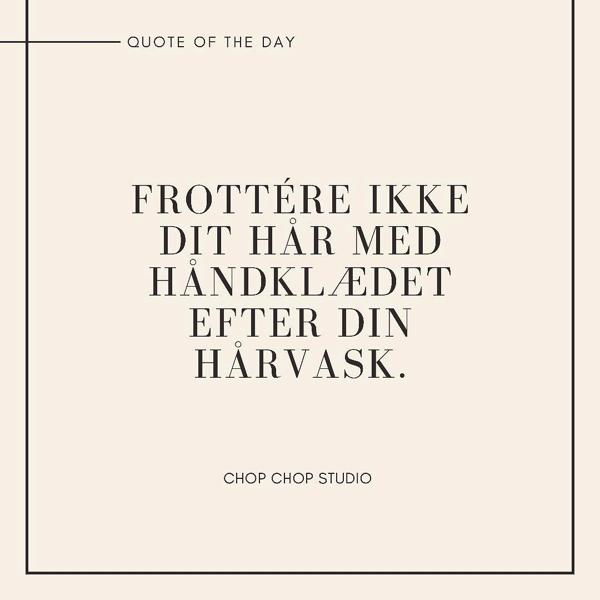 QUOTE OF THE DAY
FROTTÉRE IKKE
DIT HÅR MED
HÅNDKLÆDET
EFTER DIN
HÅRVASK.
CHOP CHOP STUDIO